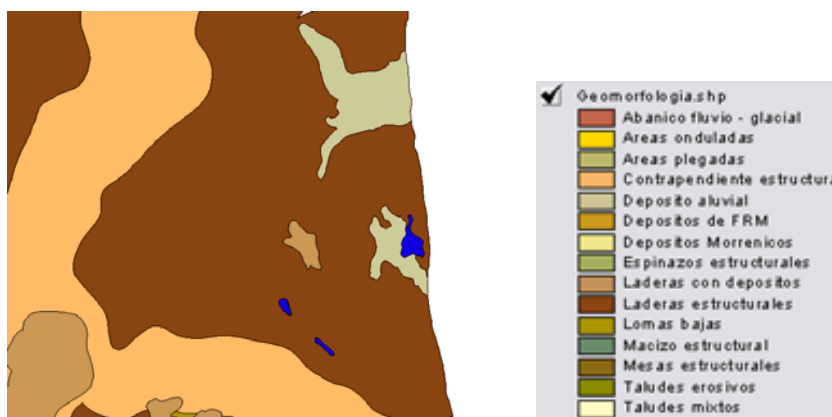 Geomorfologia.shp
Abanico fluvio - glacial
Areas onduladas
Areas plegadas
Contrapendiente estructura
Deposito aluvial
Depositos de FRM
Depositos Morrenicos
Espinazos estructurales
Laderas con depositos
Laderas estructurales
Lomas bajas
Macizo estructural
Mesas estructurales
Taludes erosivos
Taludes mixtos